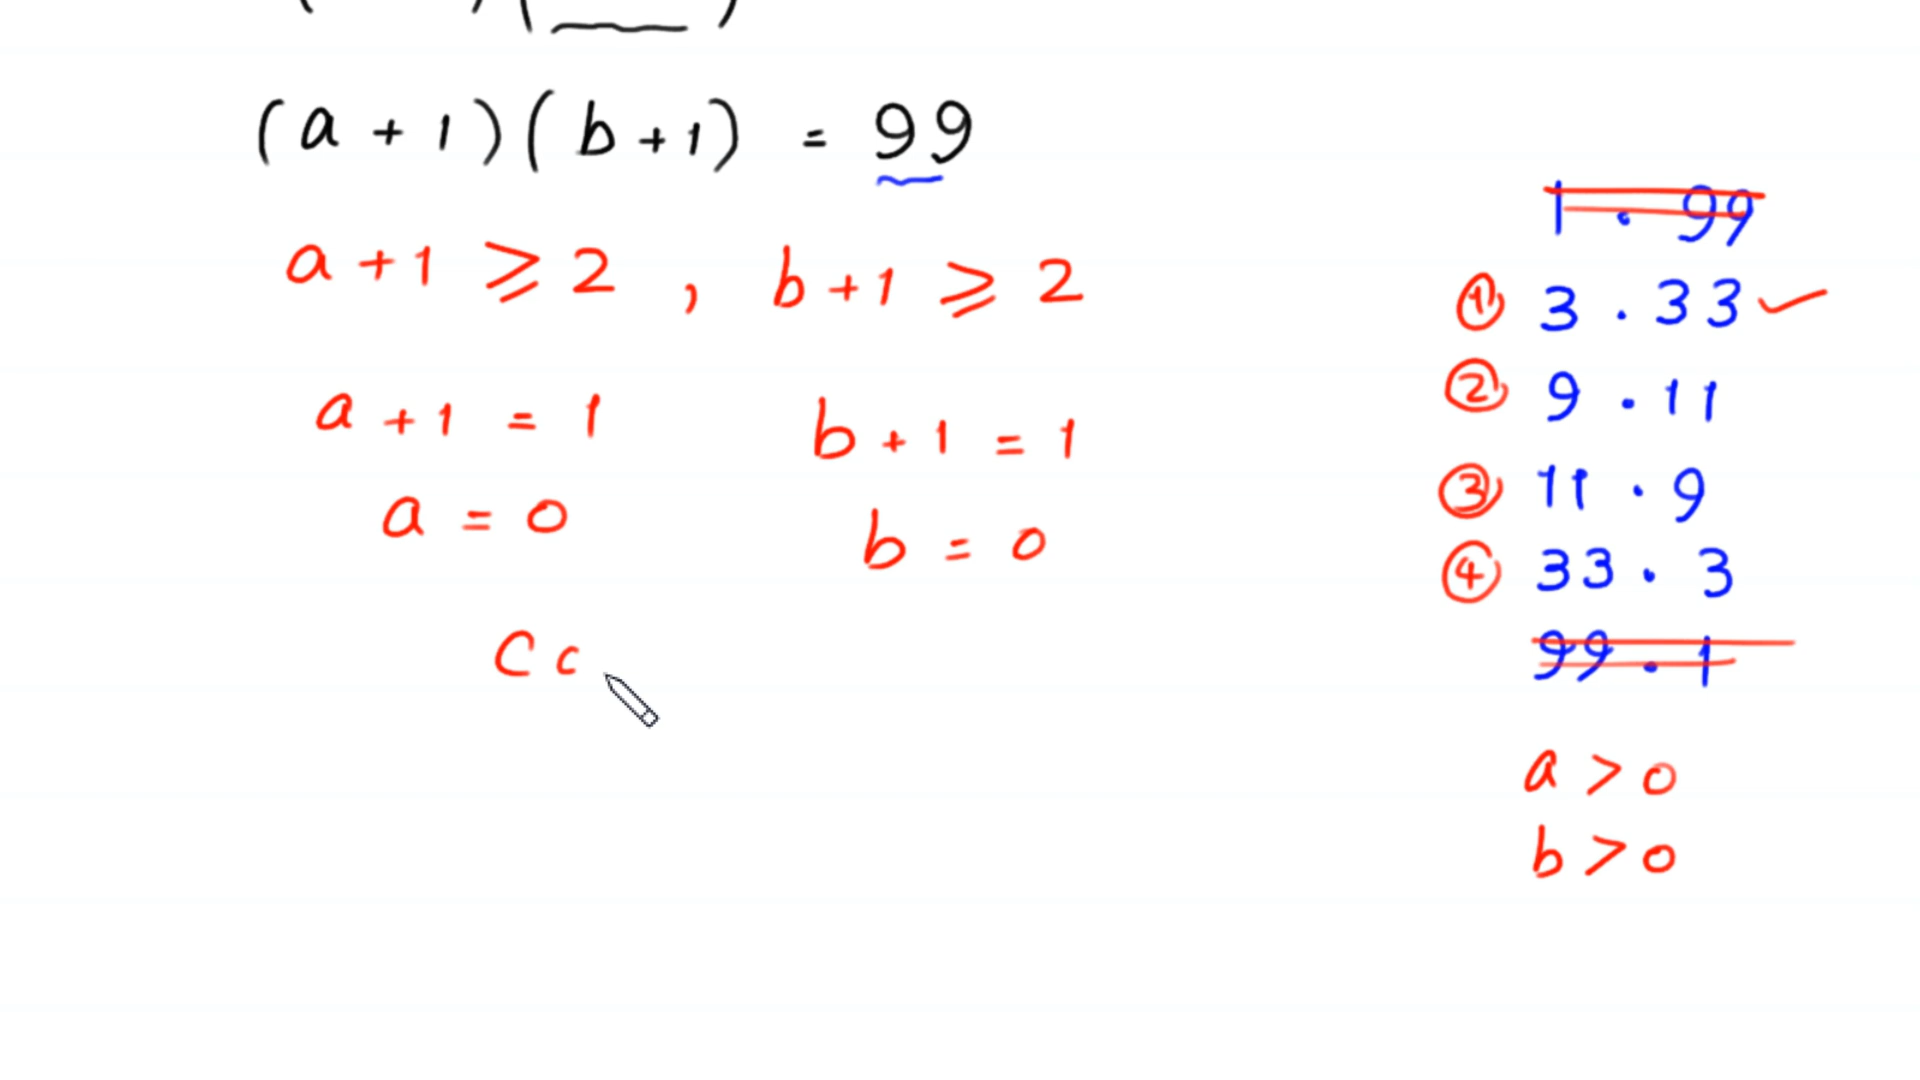 (a + 1)(b + 1) = 99
a + 1 ⩾ 2 , b + 1 ⩾ 2
a + 1 = 1 b + 1 = 1
a = 0 b = 0
C c
1 · 99
① 3 · 33 ✓
② 9 · 11
③ 11 · 9
④ 33 · 3
99 · 1
a > 0
b > 0